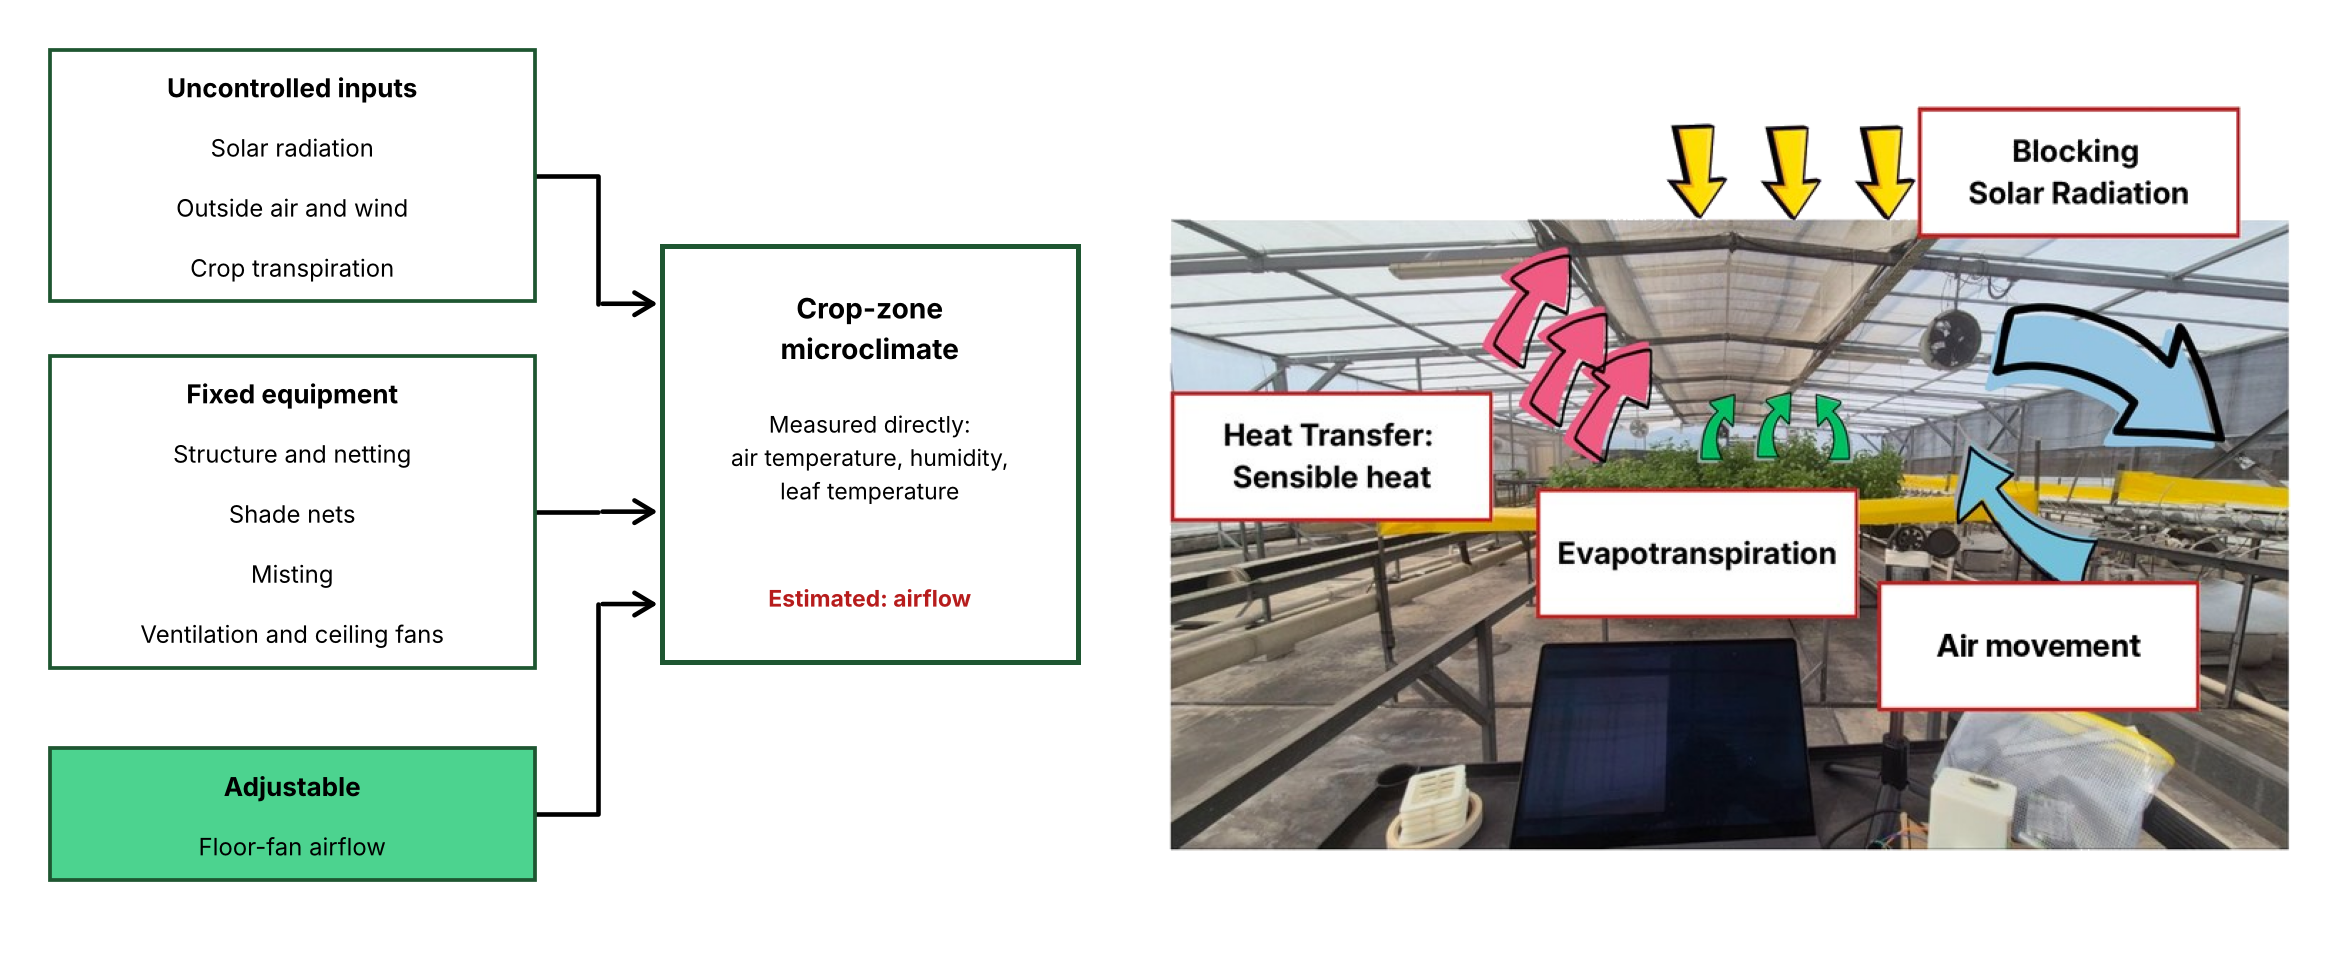 Uncontrolled inputs
Solar radiation
Outside air and wind
Crop transpiration
Fixed equipment
Structure and netting
Shade nets
Misting
Ventilation and ceiling fans
Adjustable
Floor-fan airflow
Crop-zone
microclimate
Measured directly:
air temperature, humidity,
leaf temperature
Estimated: airflow
Blocking
Solar Radiation
Heat Transfer:
Sensible heat
Evapotranspiration
Air movement